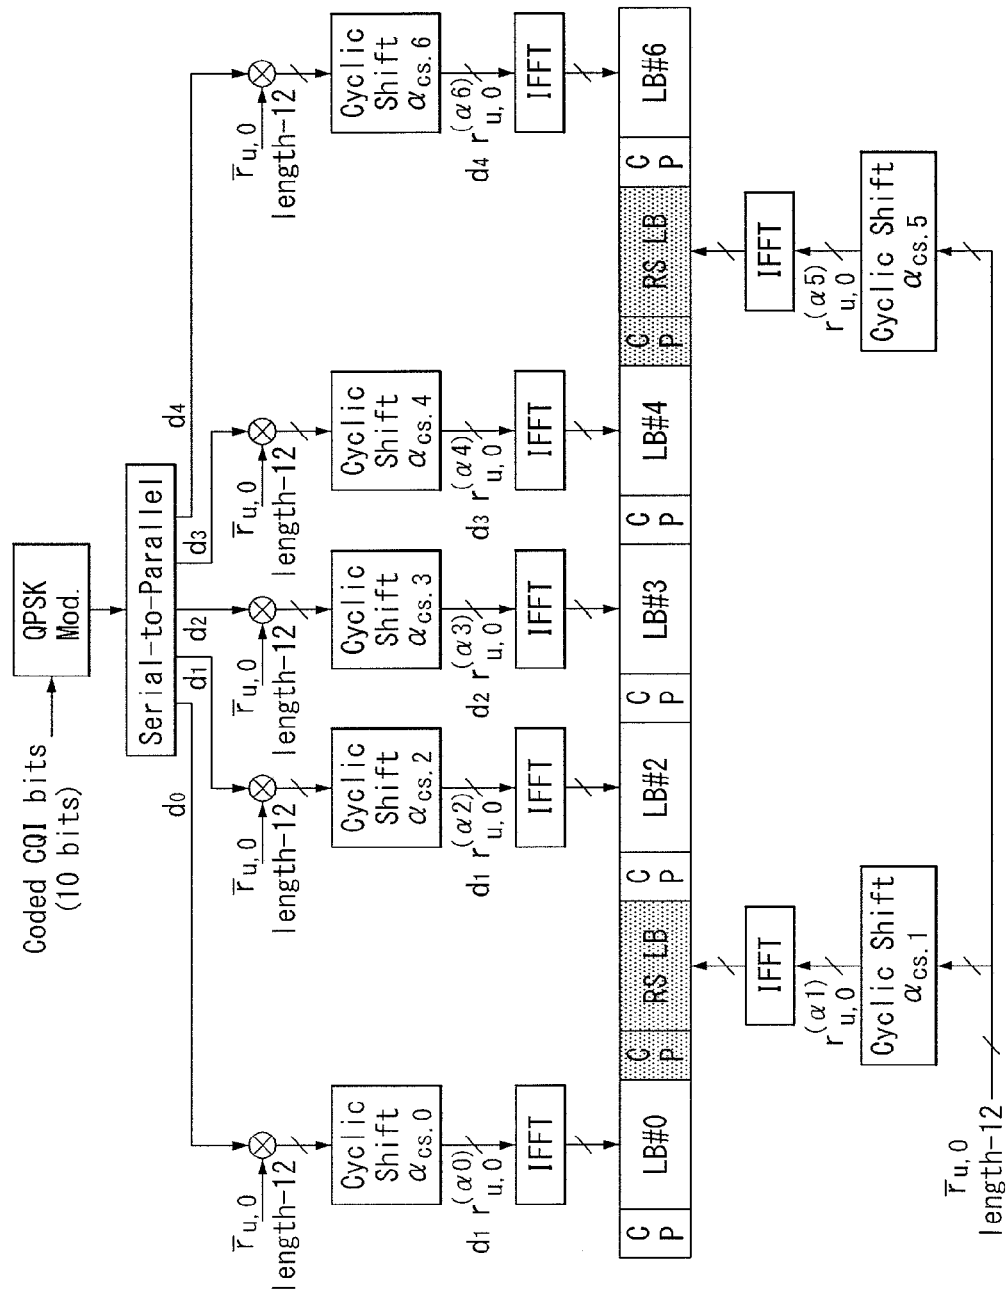 Coded CQI bits
(10 bits)
QPSK
Mod.
Serial-to-Parallel
d0
d1
d2
d3
d4
r̅u,0
length-12
r̅u,0
length-12
r̅u,0
length-12
r̅u,0
length-12
r̅u,0
length-12
Cyclic
Shift
αcs.0
Cyclic
Shift
αcs.2
Cyclic
Shift
αcs.3
Cyclic
Shift
αcs.4
Cyclic
Shift
αcs.6
d1 r(α0)u,0
d1 r(α2)u,0
d2 r(α3)u,0
d3 r(α4)u,0
d4 r(α6)u,0
IFFT
IFFT
IFFT
IFFT
IFFT
CP
LB#0
CP
RS LB
CP
LB#2
CP
LB#3
CP
LB#4
CP
RS LB
CP
LB#6
IFFT
IFFT
r(α1)u,0
r(α5)u,0
Cyclic Shift
αcs.1
Cyclic Shift
αcs.5
r̅u,0
length-12